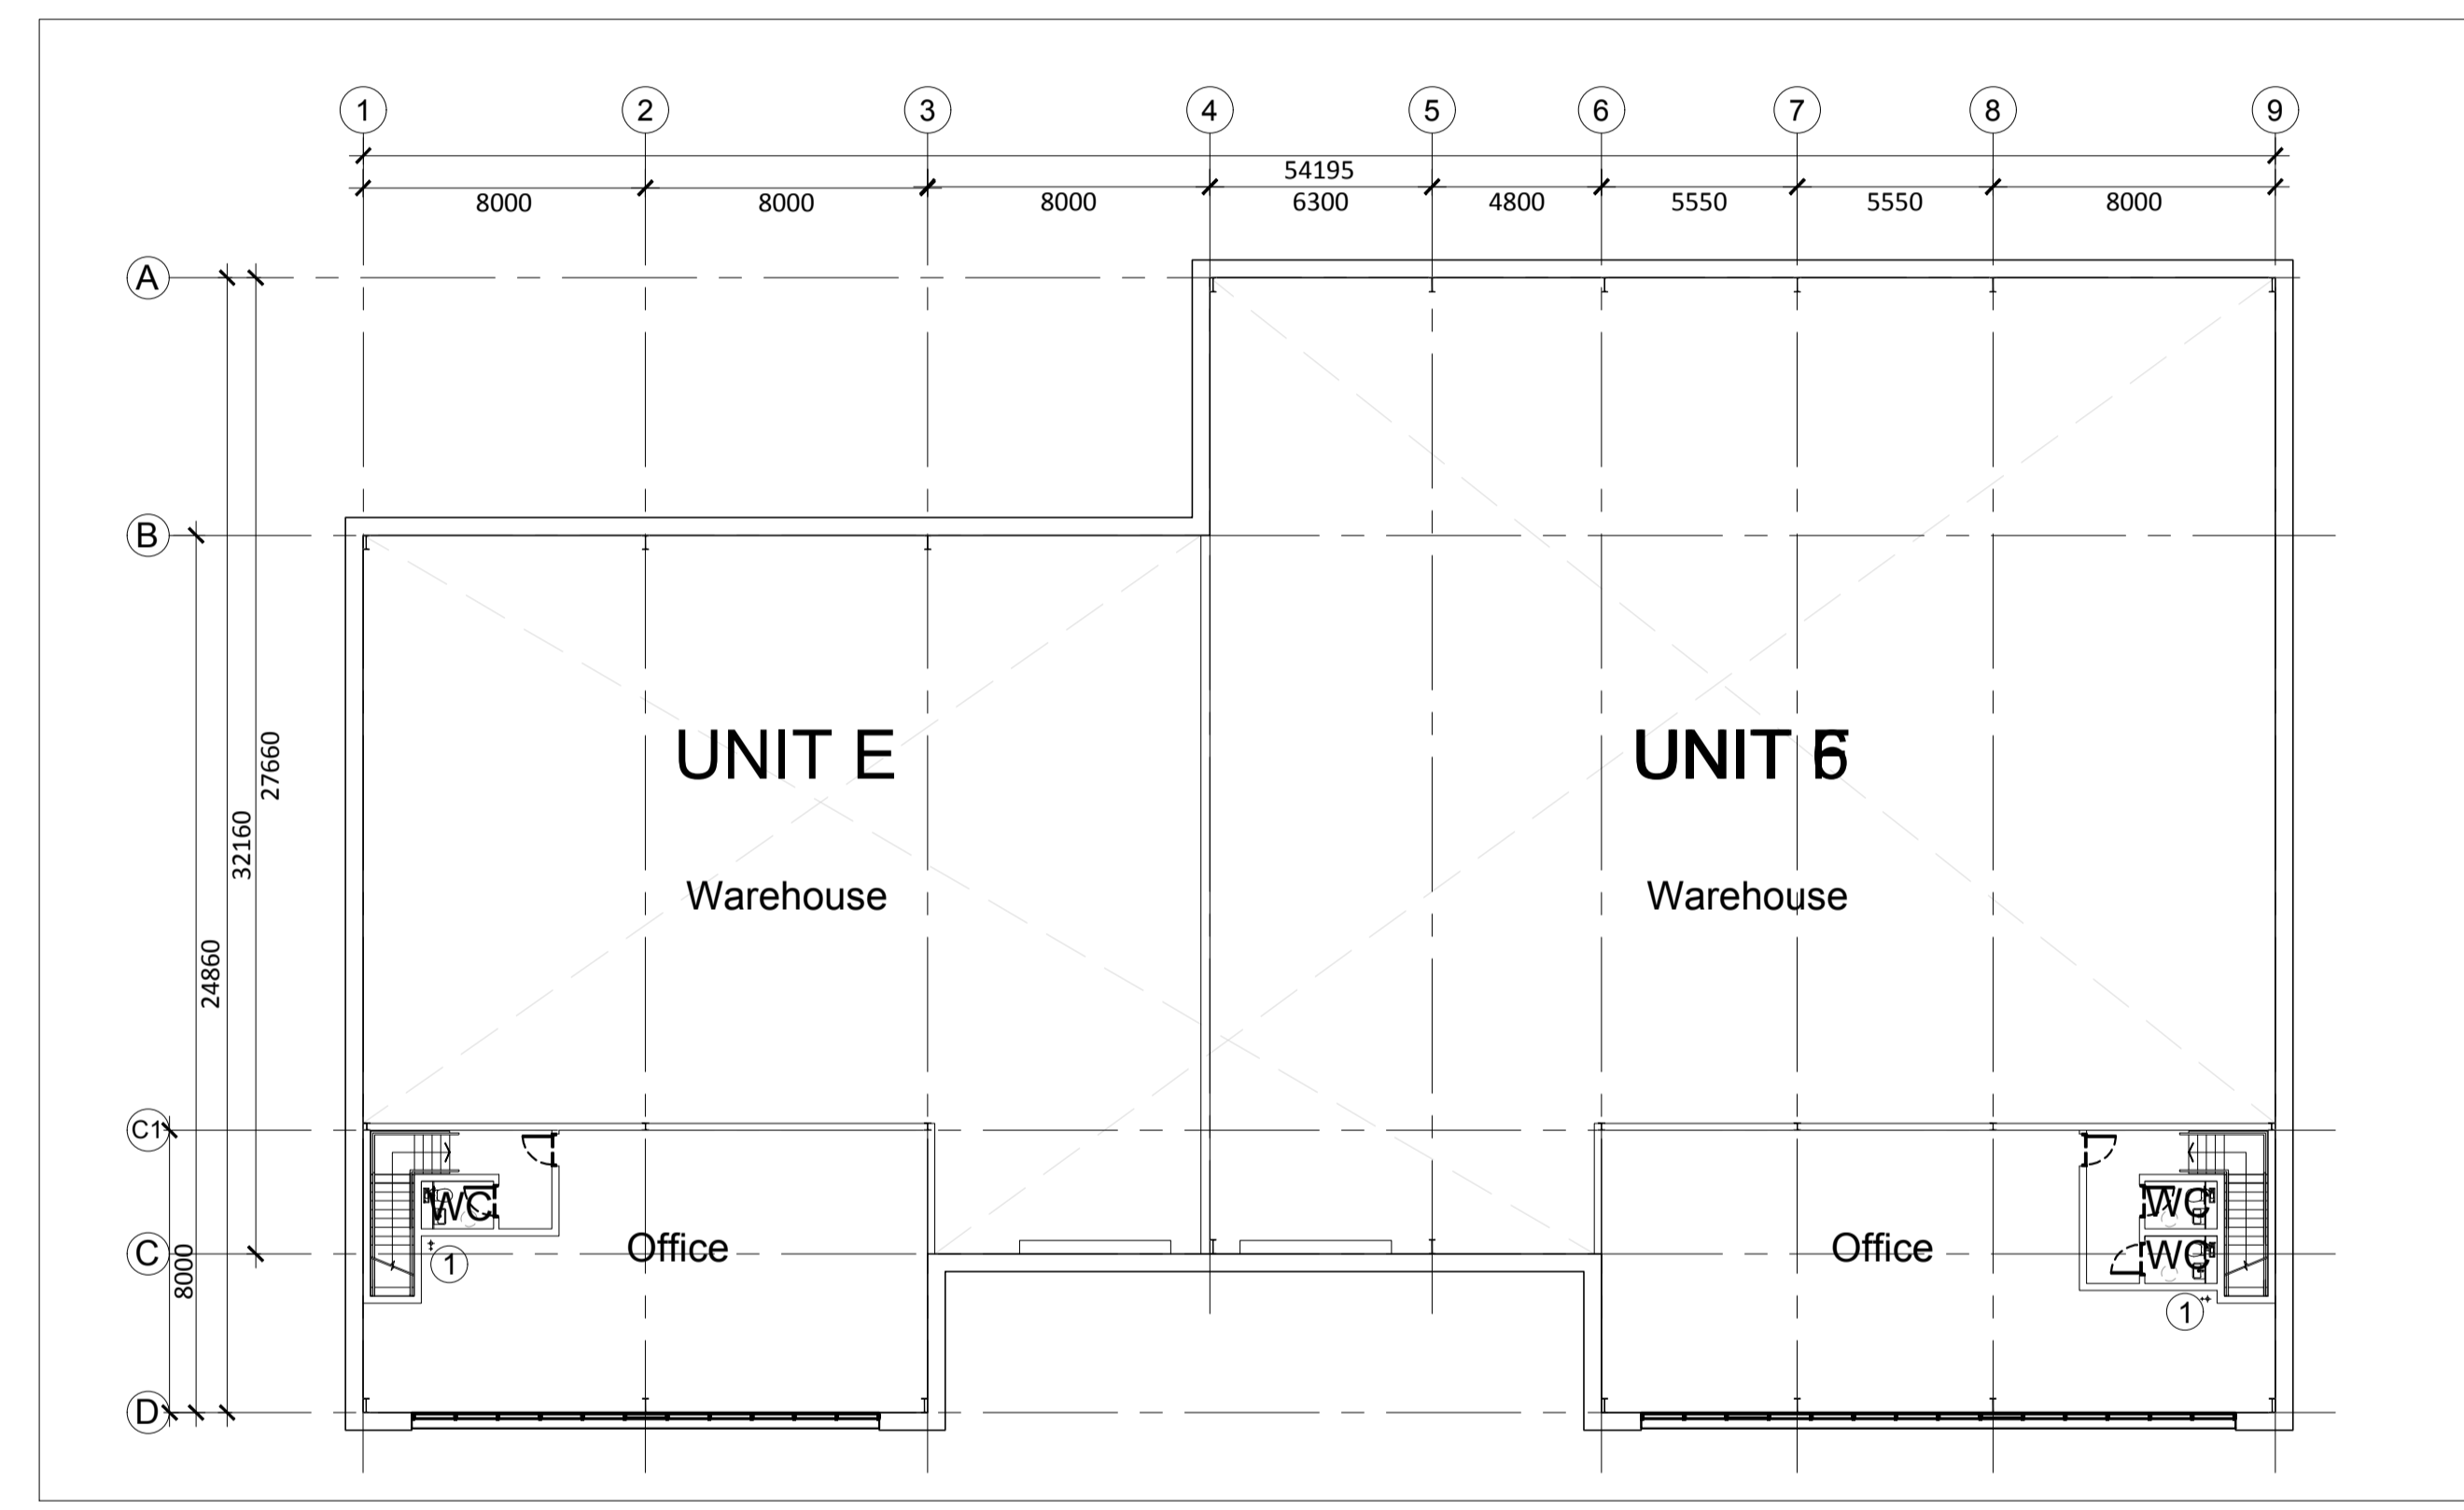 1 2 3 4 5 6 7 8 9
54195
8000 8000 8000 6300 4800 5550 5550 8000
A
B
27660
UNIT E UNIT
32160
Warehouse Warehouse
24860
C1
WC WC
Office Office
C
WC
8000
1
1
D